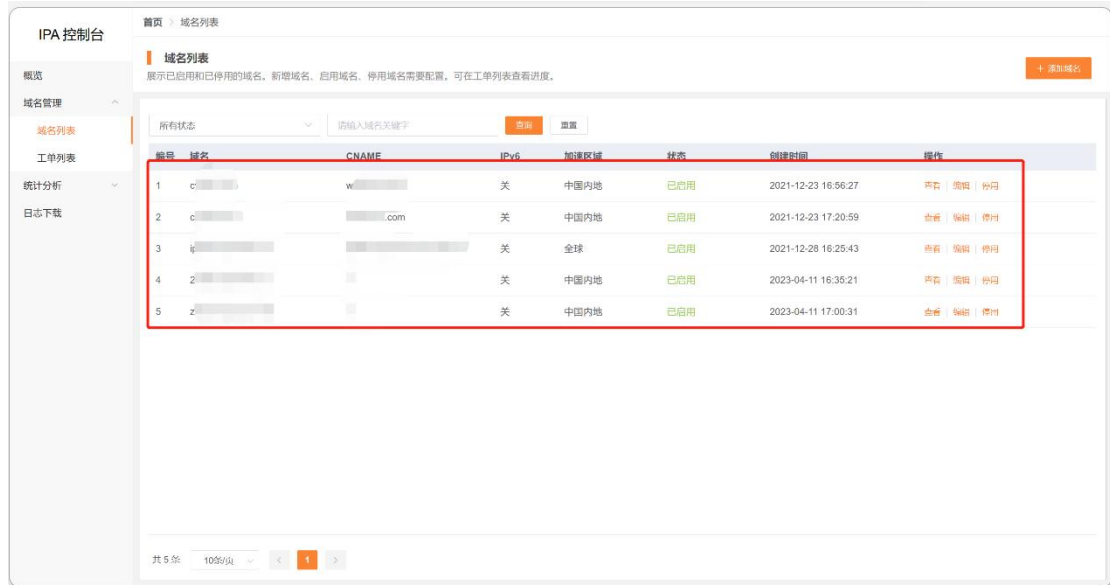 IPA 控制台
首页 > 域名列表
域名列表
展示已启用和已停用的域名。新增域名、启用域名、停用域名需要配置。可在工单列表查看进度。
+ 添加域名
概览
域名管理
域名列表
工单列表
统计分析
日志下载
所有状态 请输入域名关键字 查询 重置
编号 域名 CNAME IPv6 加速区域 状态 创建时间 操作
1 c w 关 中国内地 已启用 2021-12-23 16:56:27 查看 | 编辑 | 停用
2 c .com 关 中国内地 已启用 2021-12-23 17:20:59 查看 | 编辑 | 停用
3 ip 关 全球 已启用 2021-12-28 16:25:43 查看 | 编辑 | 停用
4 2 关 中国内地 已启用 2023-04-11 16:35:21 查看 | 编辑 | 停用
5 z 关 中国内地 已启用 2023-04-11 17:00:31 查看 | 编辑 | 停用
共 5 条 10条/页 < 1 >